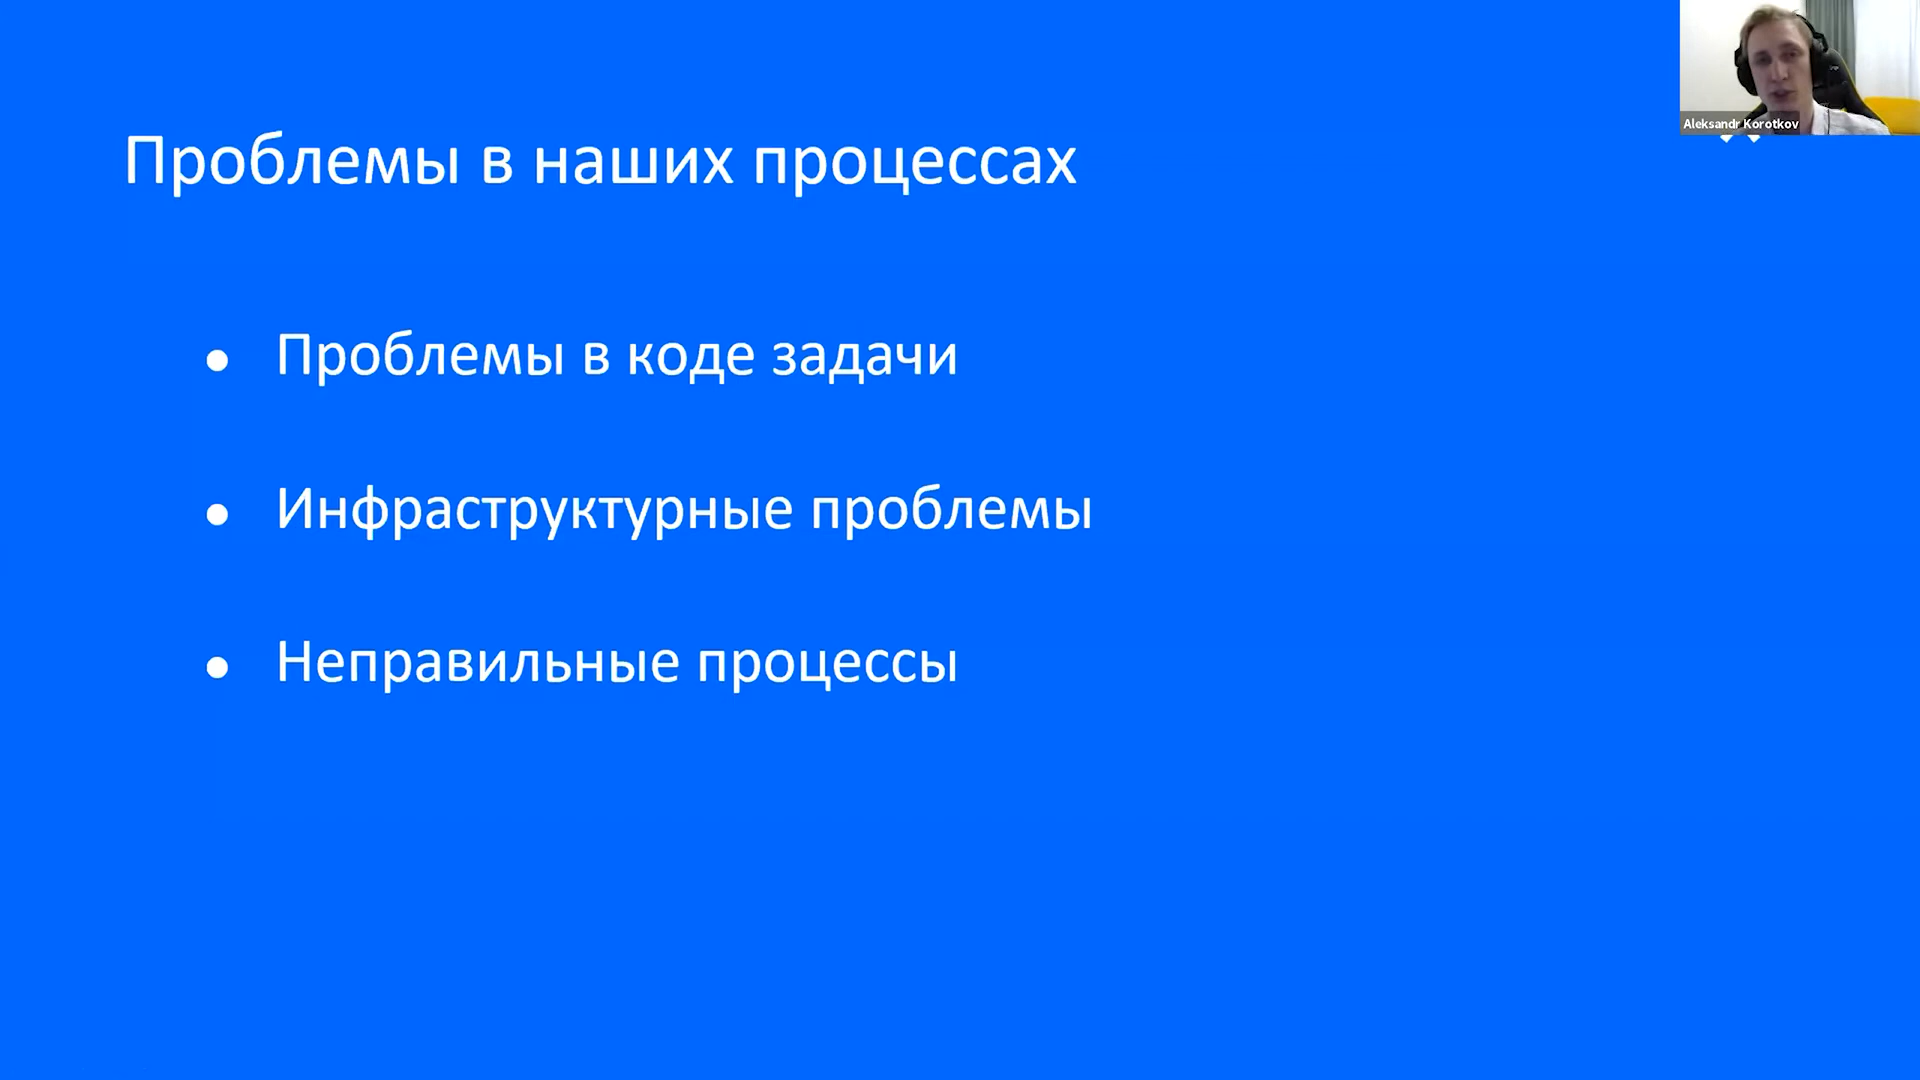 Aleksandr Korotkov
Проблемы в наших процессах
● Проблемы в коде задачи
● Инфраструктурные проблемы
● Неправильные процессы